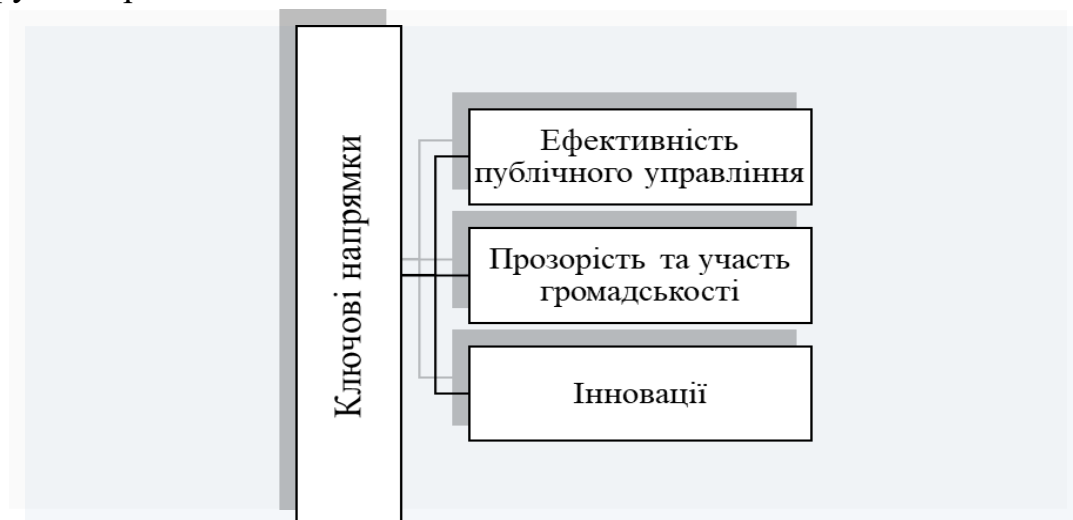 Ключові напрямки
Ефективність
публічного управління
Прозорість та участь
громадськості
Інновації